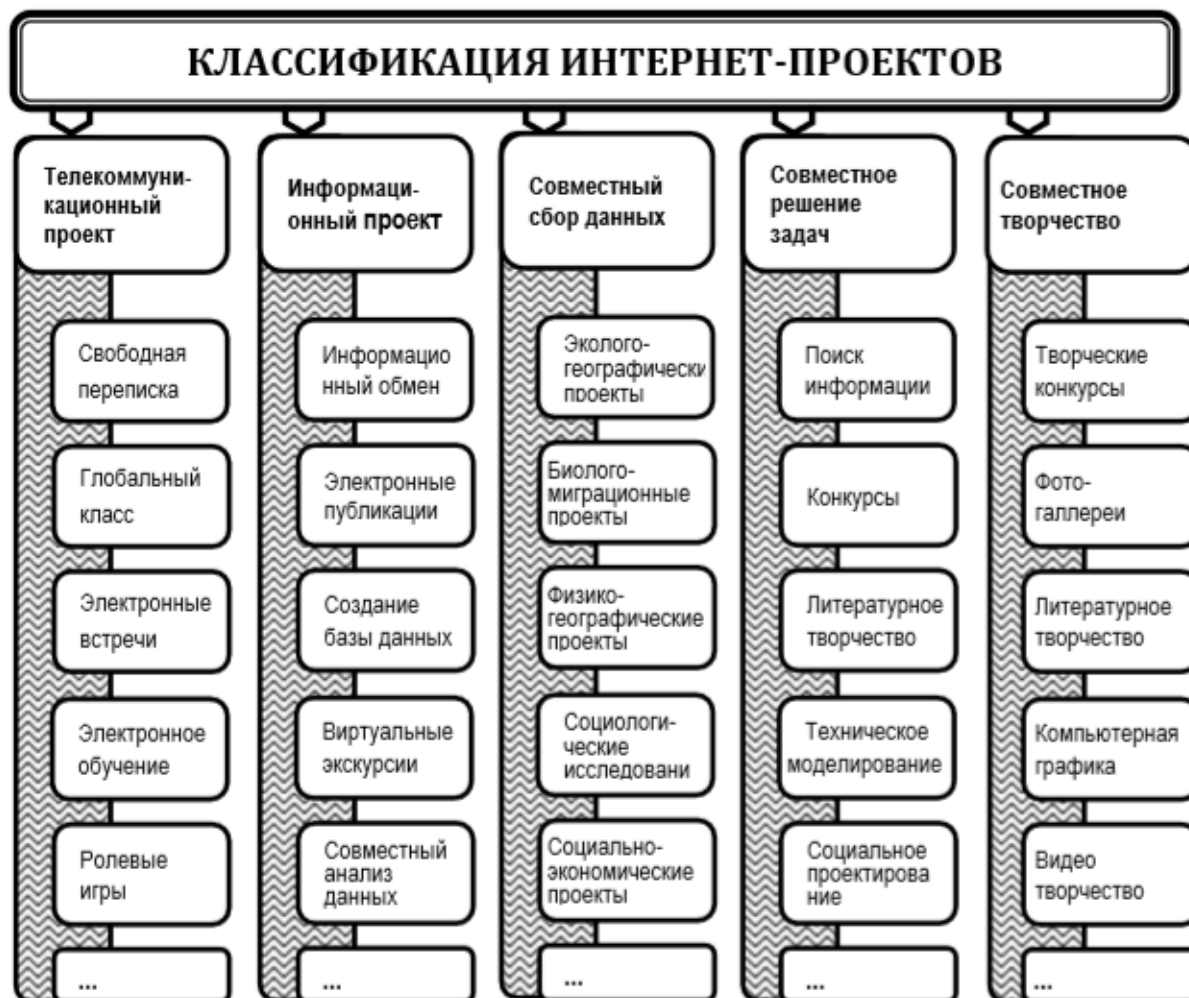 КЛАССИФИКАЦИЯ ИНТЕРНЕТ-ПРОЕКТОВ
Телекоммуни-
кационный
проект
Свободная
переписка
Глобальный
класс
Электронные
встречи
Электронное
обучение
Ролевые
игры
...
Информаци-
онный проект
Информацио
нный обмен
Электронные
публикации
Создание
базы данных
Виртуальные
экскурсии
Совместный
анализ
данных
...
Совместный
сбор данных
Эколого-
географически
проекты
Биолого-
миграционные
проекты
Физико-
географические
проекты
Социологи-
ческие
исследовани
Социально-
экономические
проекты
...
Совместное
решение
задач
Поиск
информации
Конкурсы
Литературное
творчество
Техническое
моделирование
Социальное
проектирова
ние
...
Совместное
творчество
Творческие
конкурсы
Фото-
галлереи
Литературное
творчество
Компьютерная
графика
Видео
творчество
...